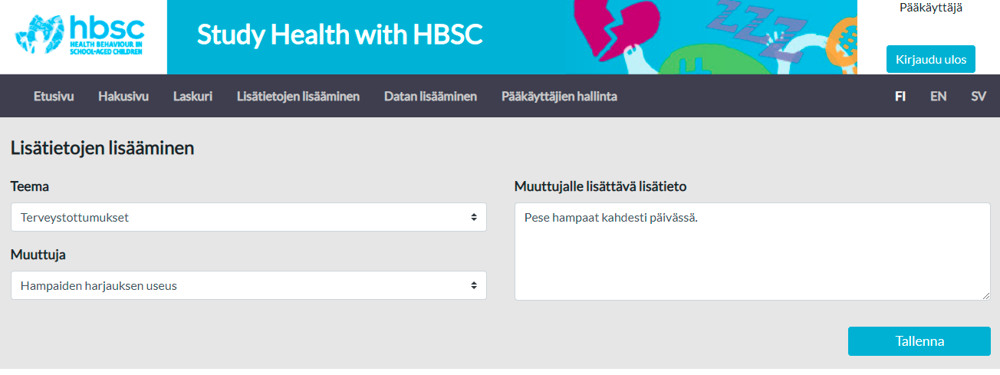 hbsc
HEALTH BEHAVIOUR IN
SCHOOL-AGED CHILDREN
Study Health with HBSC
ZZZ
Pääkäyttäjä
Kirjaudu ulos
Etusivu Hakusivu Laskuri Lisätietojen lisääminen Datan lisääminen Pääkäyttäjien hallinta FI EN SV
Lisätietojen lisääminen
Teema
Terveystottumukset
Muuttuja
Hampaiden harjauksen useus
Muuttujalle lisättävä lisätieto
Pese hampaat kahdesti päivässä.
Tallenna